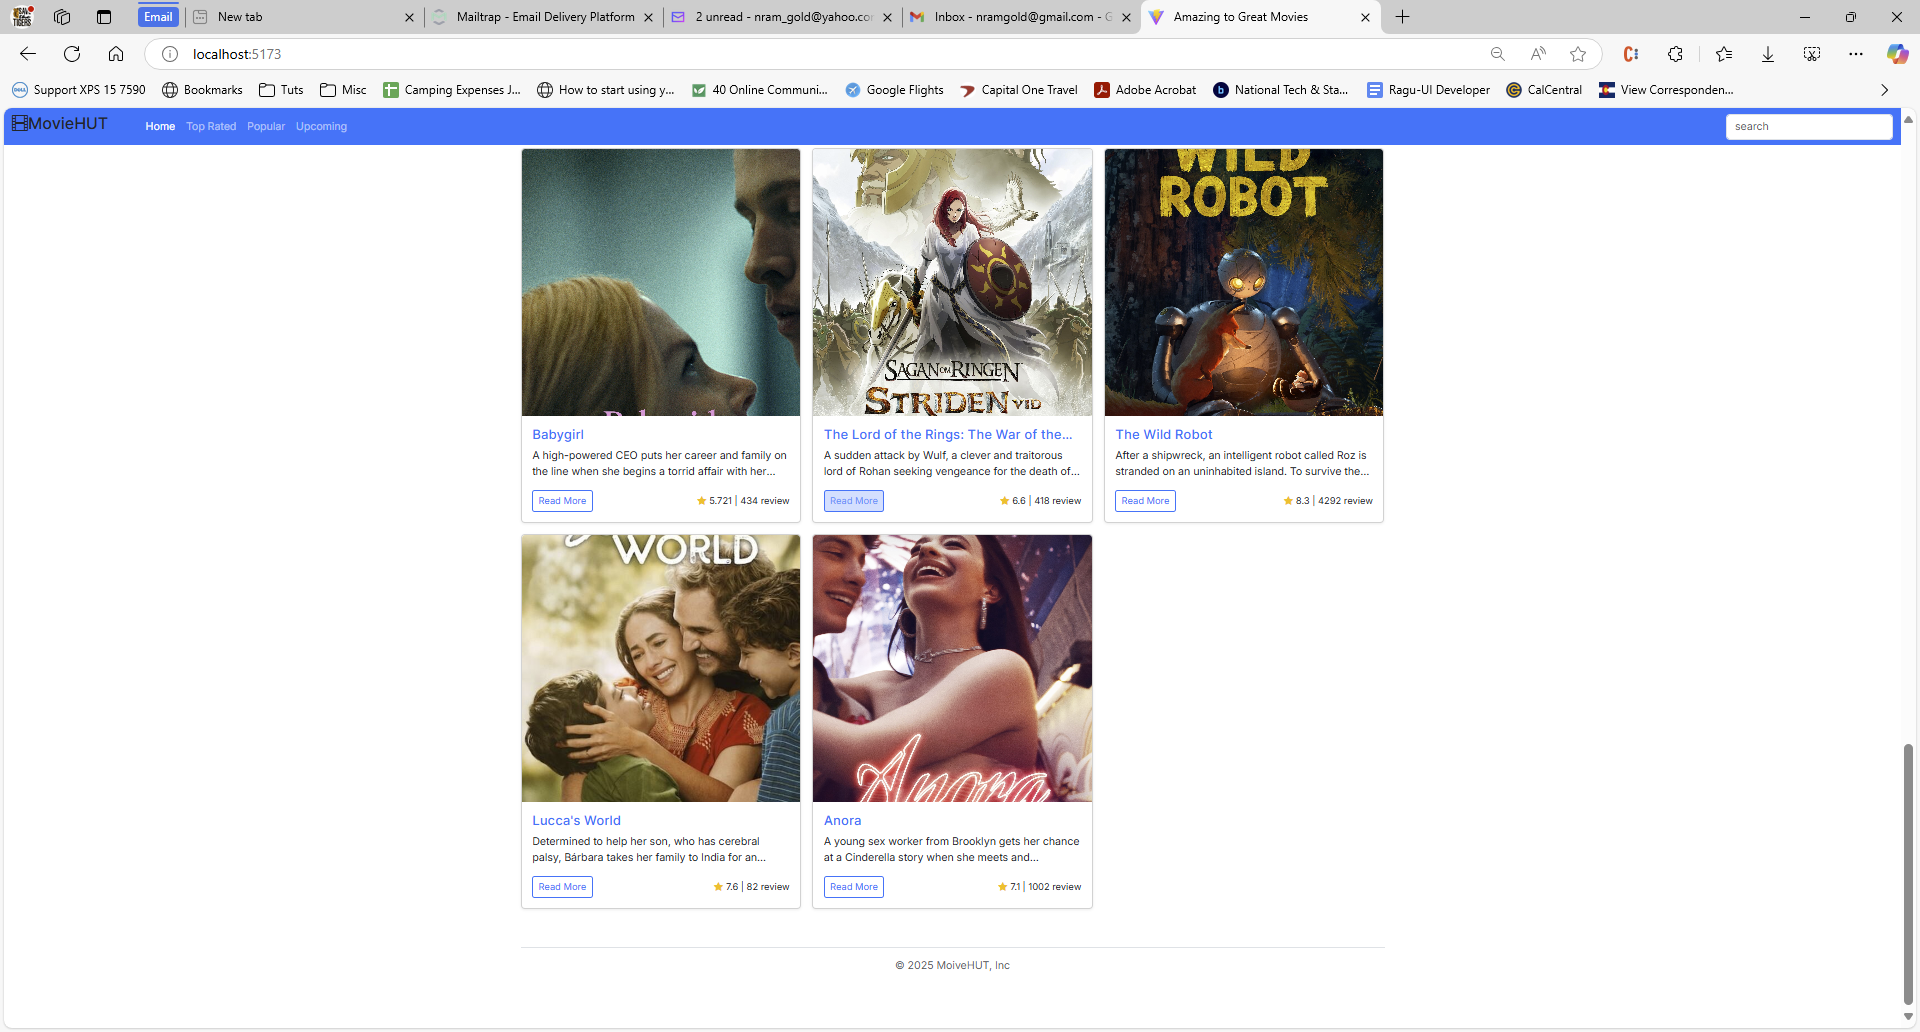 Email
New tab
Mailtrap - Email Delivery Platform
2 unread - nram_gold@yahoo.co
Inbox - nramgold@gmail.com - G
Amazing to Great Movies
localhost:5173
Support XPS 15 7590
Bookmarks
Tuts
Misc
Camping Expenses J...
How to start using y...
40 Online Communi...
Google Flights
Capital One Travel
Adobe Acrobat
National Tech & Sta...
Ragu-UI Developer
CalCentral
View Corresponden...
MovieHUT
Home
Top Rated
Popular
Upcoming
search
SAGAN OM RINGEN
STRIDEN VID
WILD
ROBOT
Babygirl
A high-powered CEO puts her career and family on
the line when she begins a torrid affair with her...
Read More
5.721 | 434 review
The Lord of the Rings: The War of the...
A sudden attack by Wulf, a clever and traitorous
lord of Rohan seeking vengeance for the death of...
Read More
6.6 | 418 review
The Wild Robot
After a shipwreck, an intelligent robot called Roz is
stranded on an uninhabited island. To survive the...
Read More
8.3 | 4292 review
WORLD
Anora
Lucca's World
Determined to help her son, who has cerebral
palsy, Bárbara takes her family to India for an...
Read More
7.6 | 82 review
Anora
A young sex worker from Brooklyn gets her chance
at a Cinderella story when she meets and...
Read More
7.1 | 1002 review
© 2025 MoiveHUT, Inc